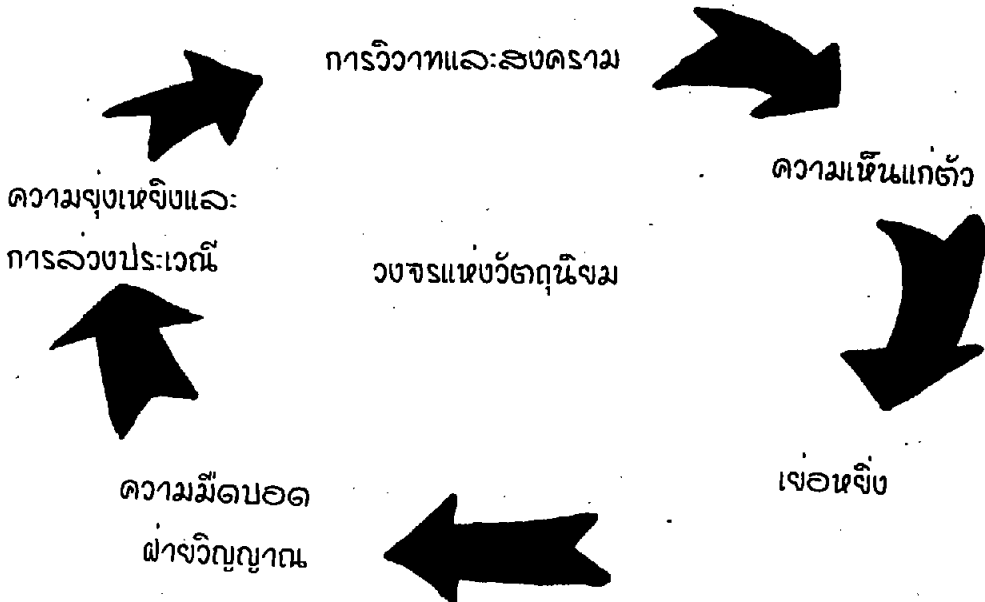 การวิวาทและสงคราม
ความเห็นแก่ตัว
ความยุ่งเหยิงและ
การล่วงประเวณี
วงจรแห่งวัตถุนิยม
เย่อหยิ่ง
ความมืดบอด
ฝ่ายวิญญาณ